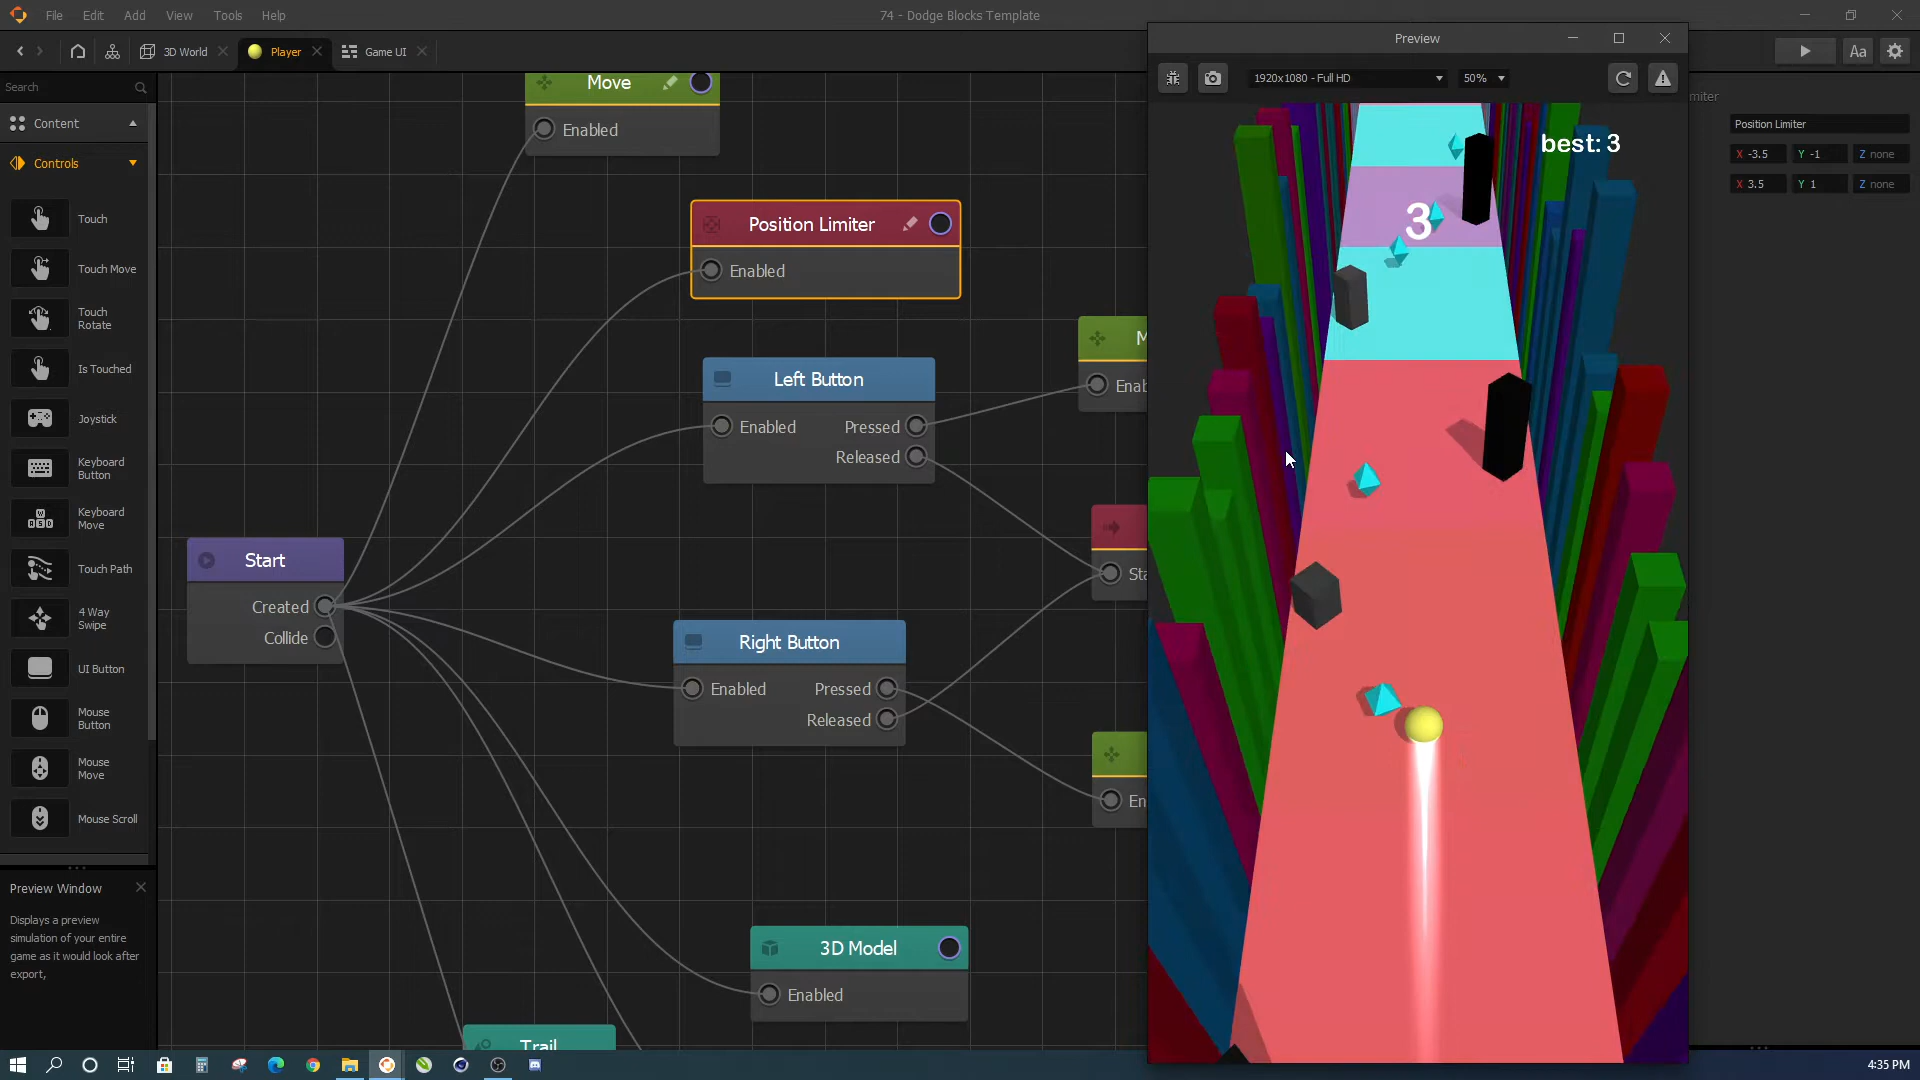 File Edit Add View Tools Help
74 - Dodge Blocks Template
3D World
Player
Game UI
Aa
Search
Content
Controls
Touch
Touch Move
Touch
Rotate
Is Touched
Joystick
Keyboard
Button
Keyboard
Move
Touch Path
4 Way
Swipe
UI Button
Mouse
Button
Mouse
Move
Mouse Scroll
Preview Window
Displays a preview
simulation of your entire
game as it would look after
export,
Move
Enabled
Position Limiter
Enabled
Left Button
Enabled Pressed
Released
Start
Created
Collide
Right Button
Enabled Pressed
Released
3D Model
Enabled
Trail
M
Enab
Sta
En
Preview
1920x1080 - Full HD
50%
best: 3
3
miter
Position Limiter
X -3.5 Y -1 Z none
X 3.5 Y 1 Z none
4:35 PM